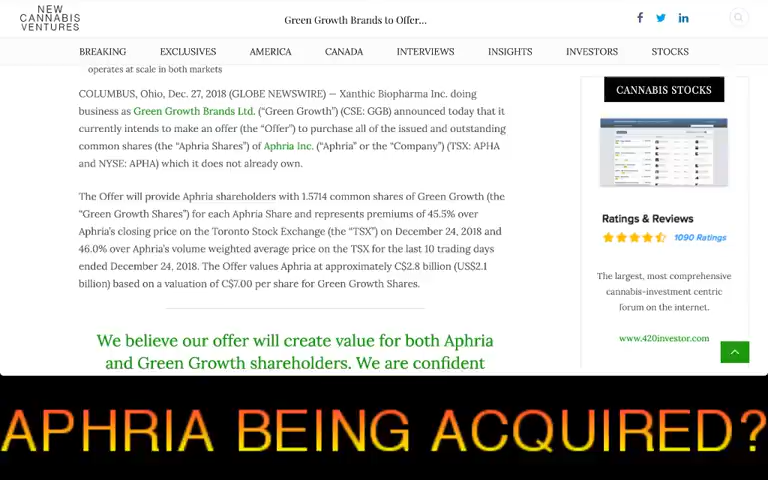 NEW
CANNABIS
VENTURES
Green Growth Brands to Offer...
BREAKING EXCLUSIVES AMERICA CANADA INTERVIEWS INSIGHTS INVESTORS STOCKS
operates at scale in both markets
COLUMBUS, Ohio, Dec. 27, 2018 (GLOBE NEWSWIRE) — Xanthic Biopharma Inc. doing
business as Green Growth Brands Ltd. (“Green Growth”) (CSE: GGB) announced today that it
currently intends to make an offer (the “Offer”) to purchase all of the issued and outstanding
common shares (the “Aphria Shares”) of Aphria Inc. (“Aphria” or the “Company”) (TSX: APHA
and NYSE: APHA) which it does not already own.
The Offer will provide Aphria shareholders with 1.5714 common shares of Green Growth (the
“Green Growth Shares”) for each Aphria Share and represents premiums of 45.5% over
Aphria’s closing price on the Toronto Stock Exchange (the “TSX”) on December 24, 2018 and
46.0% over Aphria’s volume weighted average price on the TSX for the last 10 trading days
ended December 24, 2018. The Offer values Aphria at approximately C$2.8 billion (US$2.1
billion) based on a valuation of C$7.00 per share for Green Growth Shares.
We believe our offer will create value for both Aphria
and Green Growth shareholders. We are confident
CANNABIS STOCKS
Ratings & Reviews
1090 Ratings
The largest, most comprehensive
cannabis-investment centric
forum on the internet.
www.420investor.com
APHRIA BEING ACQUIRED?